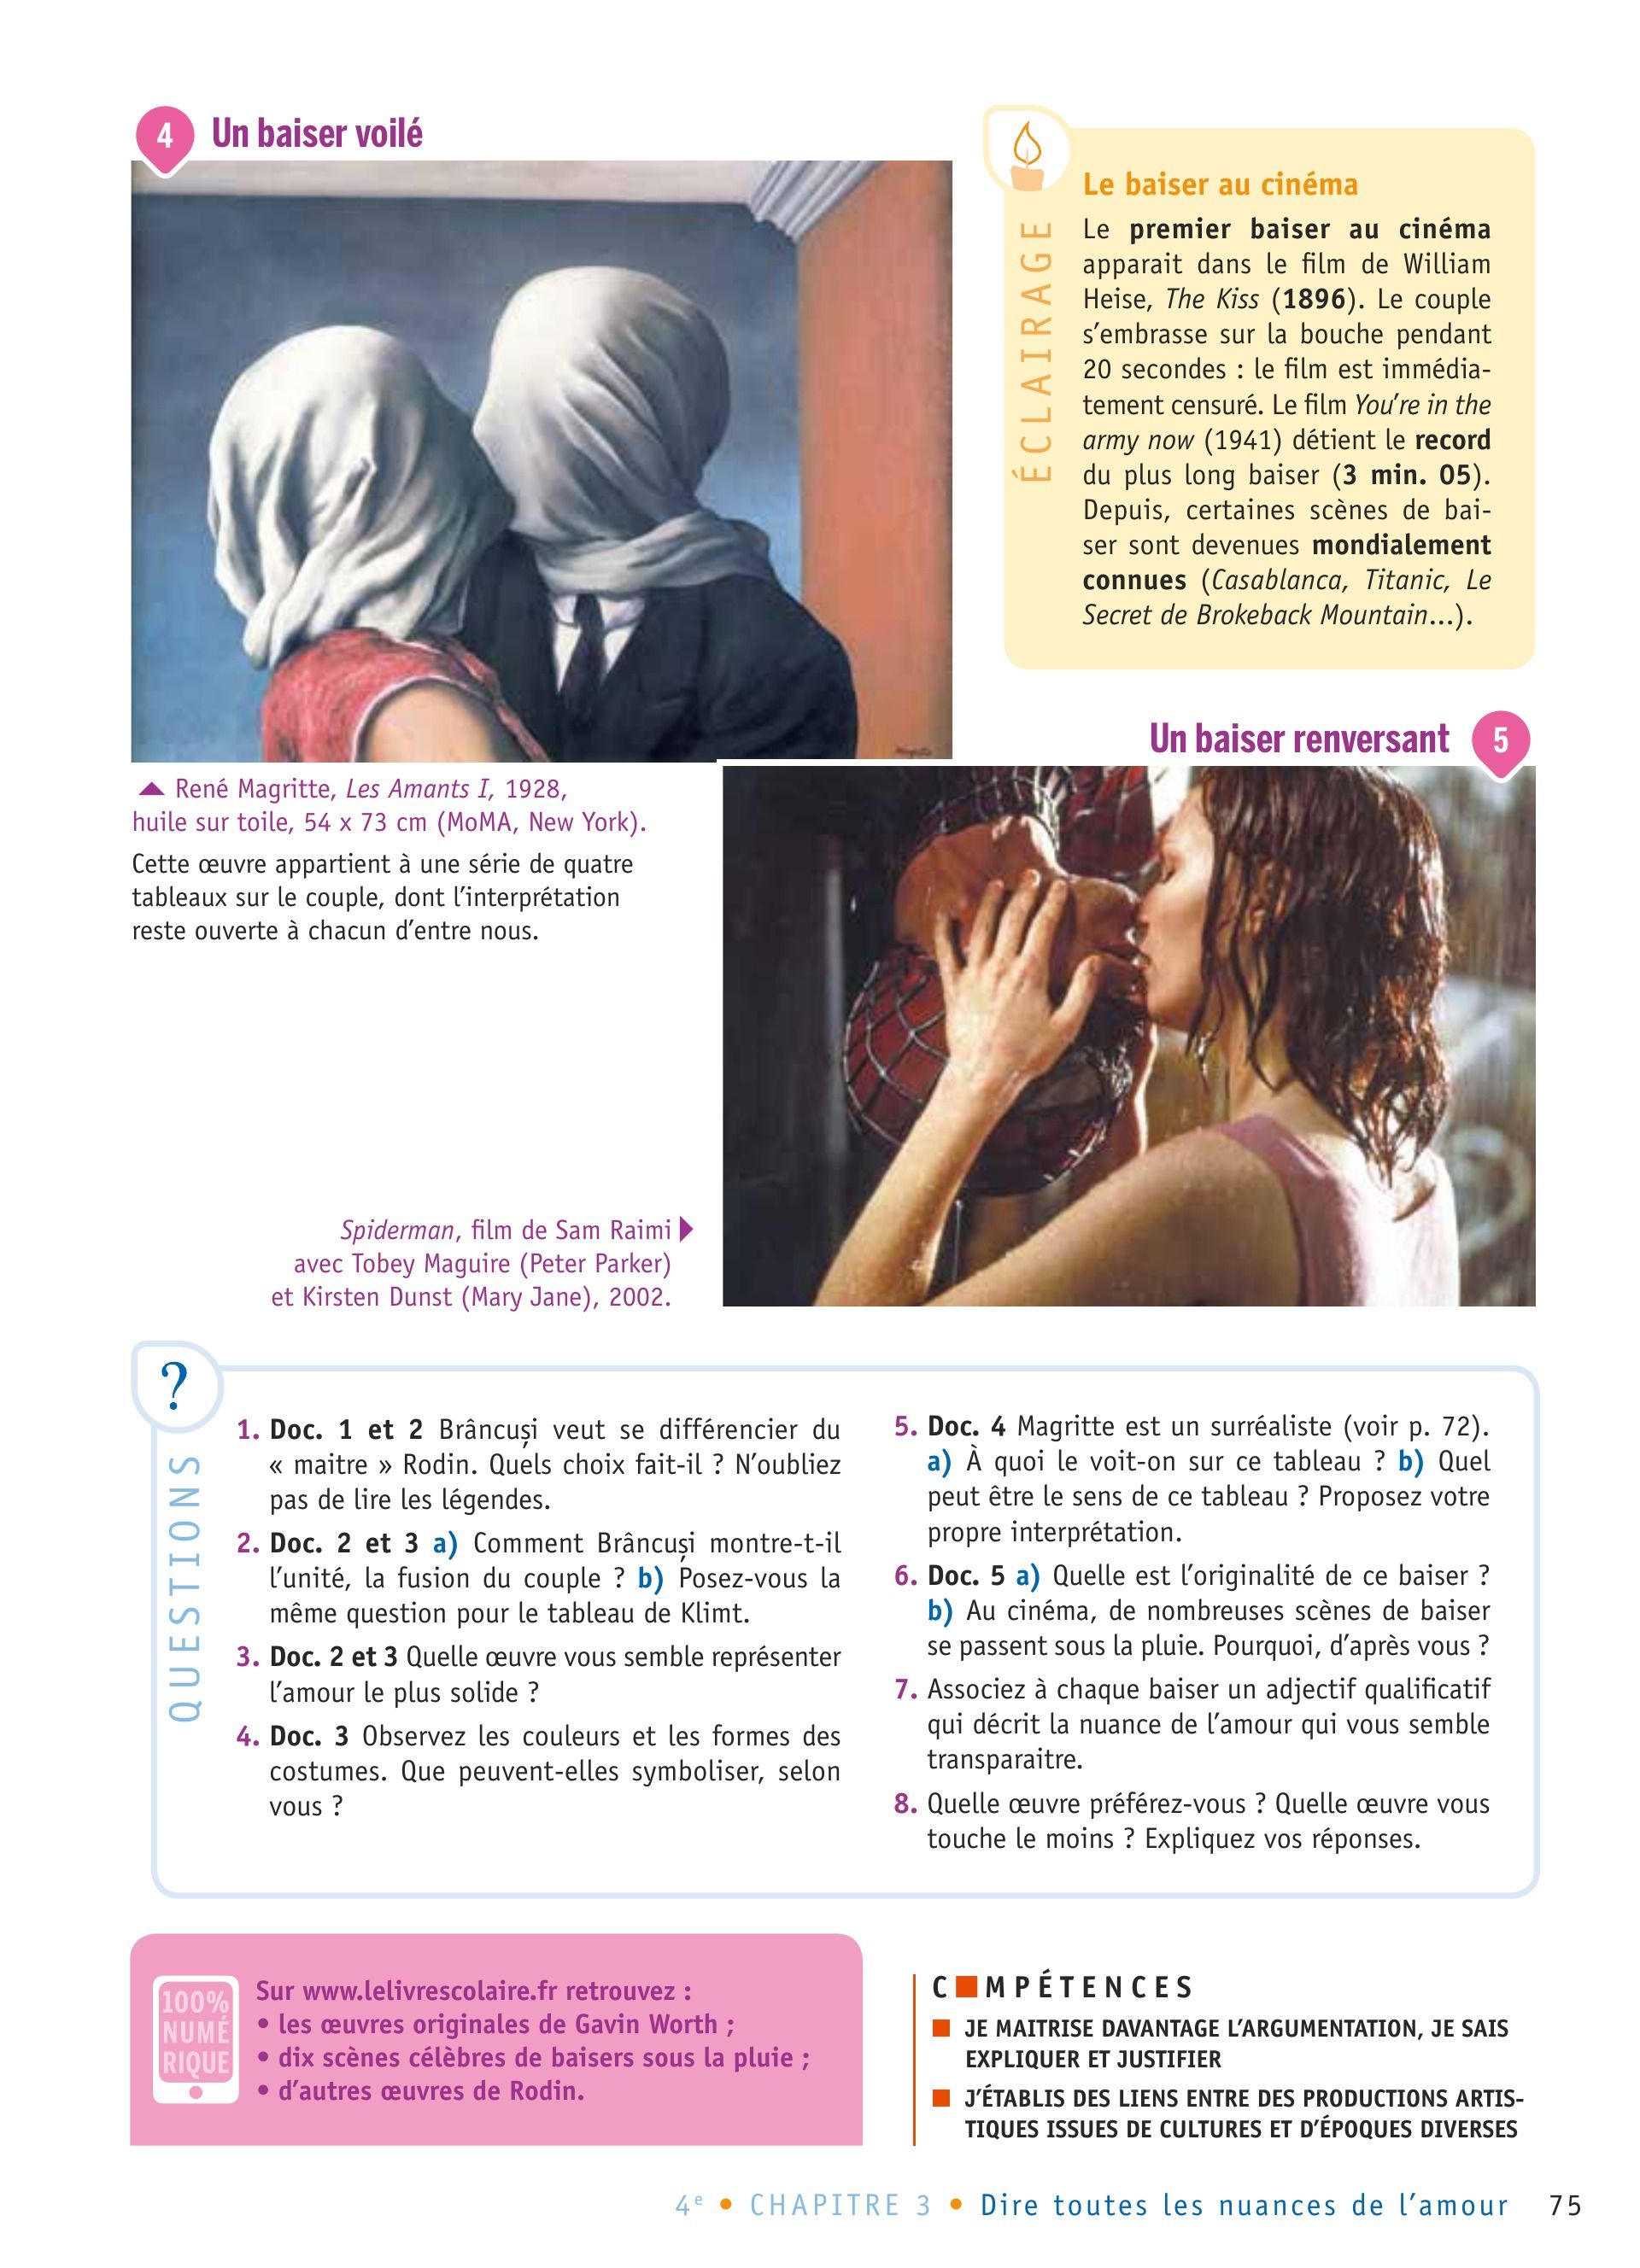 4 Un baiser voilé
ÉCLAIRAGE
Le baiser au cinéma
Le premier baiser au cinéma
apparait dans le film de William
Heise, The Kiss (1896). Le couple
s'embrasse sur la bouche pendant
20 secondes : le film est immédia-
tement censuré. Le film You're in the
army now (1941) détient le record
du plus long baiser (3 min. 05).
Depuis, certaines scènes de bai-
ser sont devenues mondialement
connues (Casablanca, Titanic, Le
Secret de Brokeback Mountain...).
Magritte
René Magritte, Les Amants I, 1928,
huile sur toile, 54 x 73 cm (MoMA, New York).
Cette œuvre appartient à une série de quatre
tableaux sur le couple, dont l'interprétation
reste ouverte à chacun d'entre nous.
Un baiser renversant 5
Spiderman, film de Sam Raimi
avec Tobey Maguire (Peter Parker)
et Kirsten Dunst (Mary Jane), 2002.
?
QUESTIONS
1. Doc. 1 et 2 Brâncuși veut se différencier du
« maitre » Rodin. Quels choix fait-il ? N'oubliez
pas de lire les légendes.
2. Doc. 2 et 3 a) Comment Brâncuși montre-t-il
l'unité, la fusion du couple ? b) Posez-vous la
même question pour le tableau de Klimt.
3. Doc. 2 et 3 Quelle œuvre vous semble représenter
l'amour le plus solide ?
4. Doc. 3 Observez les couleurs et les formes des
costumes. Que peuvent-elles symboliser, selon
vous ?
5. Doc. 4 Magritte est un surréaliste (voir p. 72).
a) À quoi le voit-on sur ce tableau ? b) Quel
peut être le sens de ce tableau ? Proposez votre
propre interprétation.
6. Doc. 5 a) Quelle est l'originalité de ce baiser ?
b) Au cinéma, de nombreuses scènes de baiser
se passent sous la pluie. Pourquoi, d'après vous ?
7. Associez à chaque baiser un adjectif qualificatif
qui décrit la nuance de l'amour qui vous semble
transparaitre.
8. Quelle œuvre préférez-vous ? Quelle œuvre vous
touche le moins ? Expliquez vos réponses.
100%
NUMÉ
RIQUE
Sur www.lelivrescolaire.fr retrouvez :
• les œuvres originales de Gavin Worth ;
• dix scènes célèbres de baisers sous la pluie ;
• d'autres œuvres de Rodin.
C■MPÉTENCES
■ JE MAITRISE DAVANTAGE L'ARGUMENTATION, JE SAIS
EXPLIQUER ET JUSTIFIER
■ J'ÉTABLIS DES LIENS ENTRE DES PRODUCTIONS ARTIS-
TIQUES ISSUES DE CULTURES ET D'ÉPOQUES DIVERSES
4e • CHAPITRE 3 • Dire toutes les nuances de l'amour 75